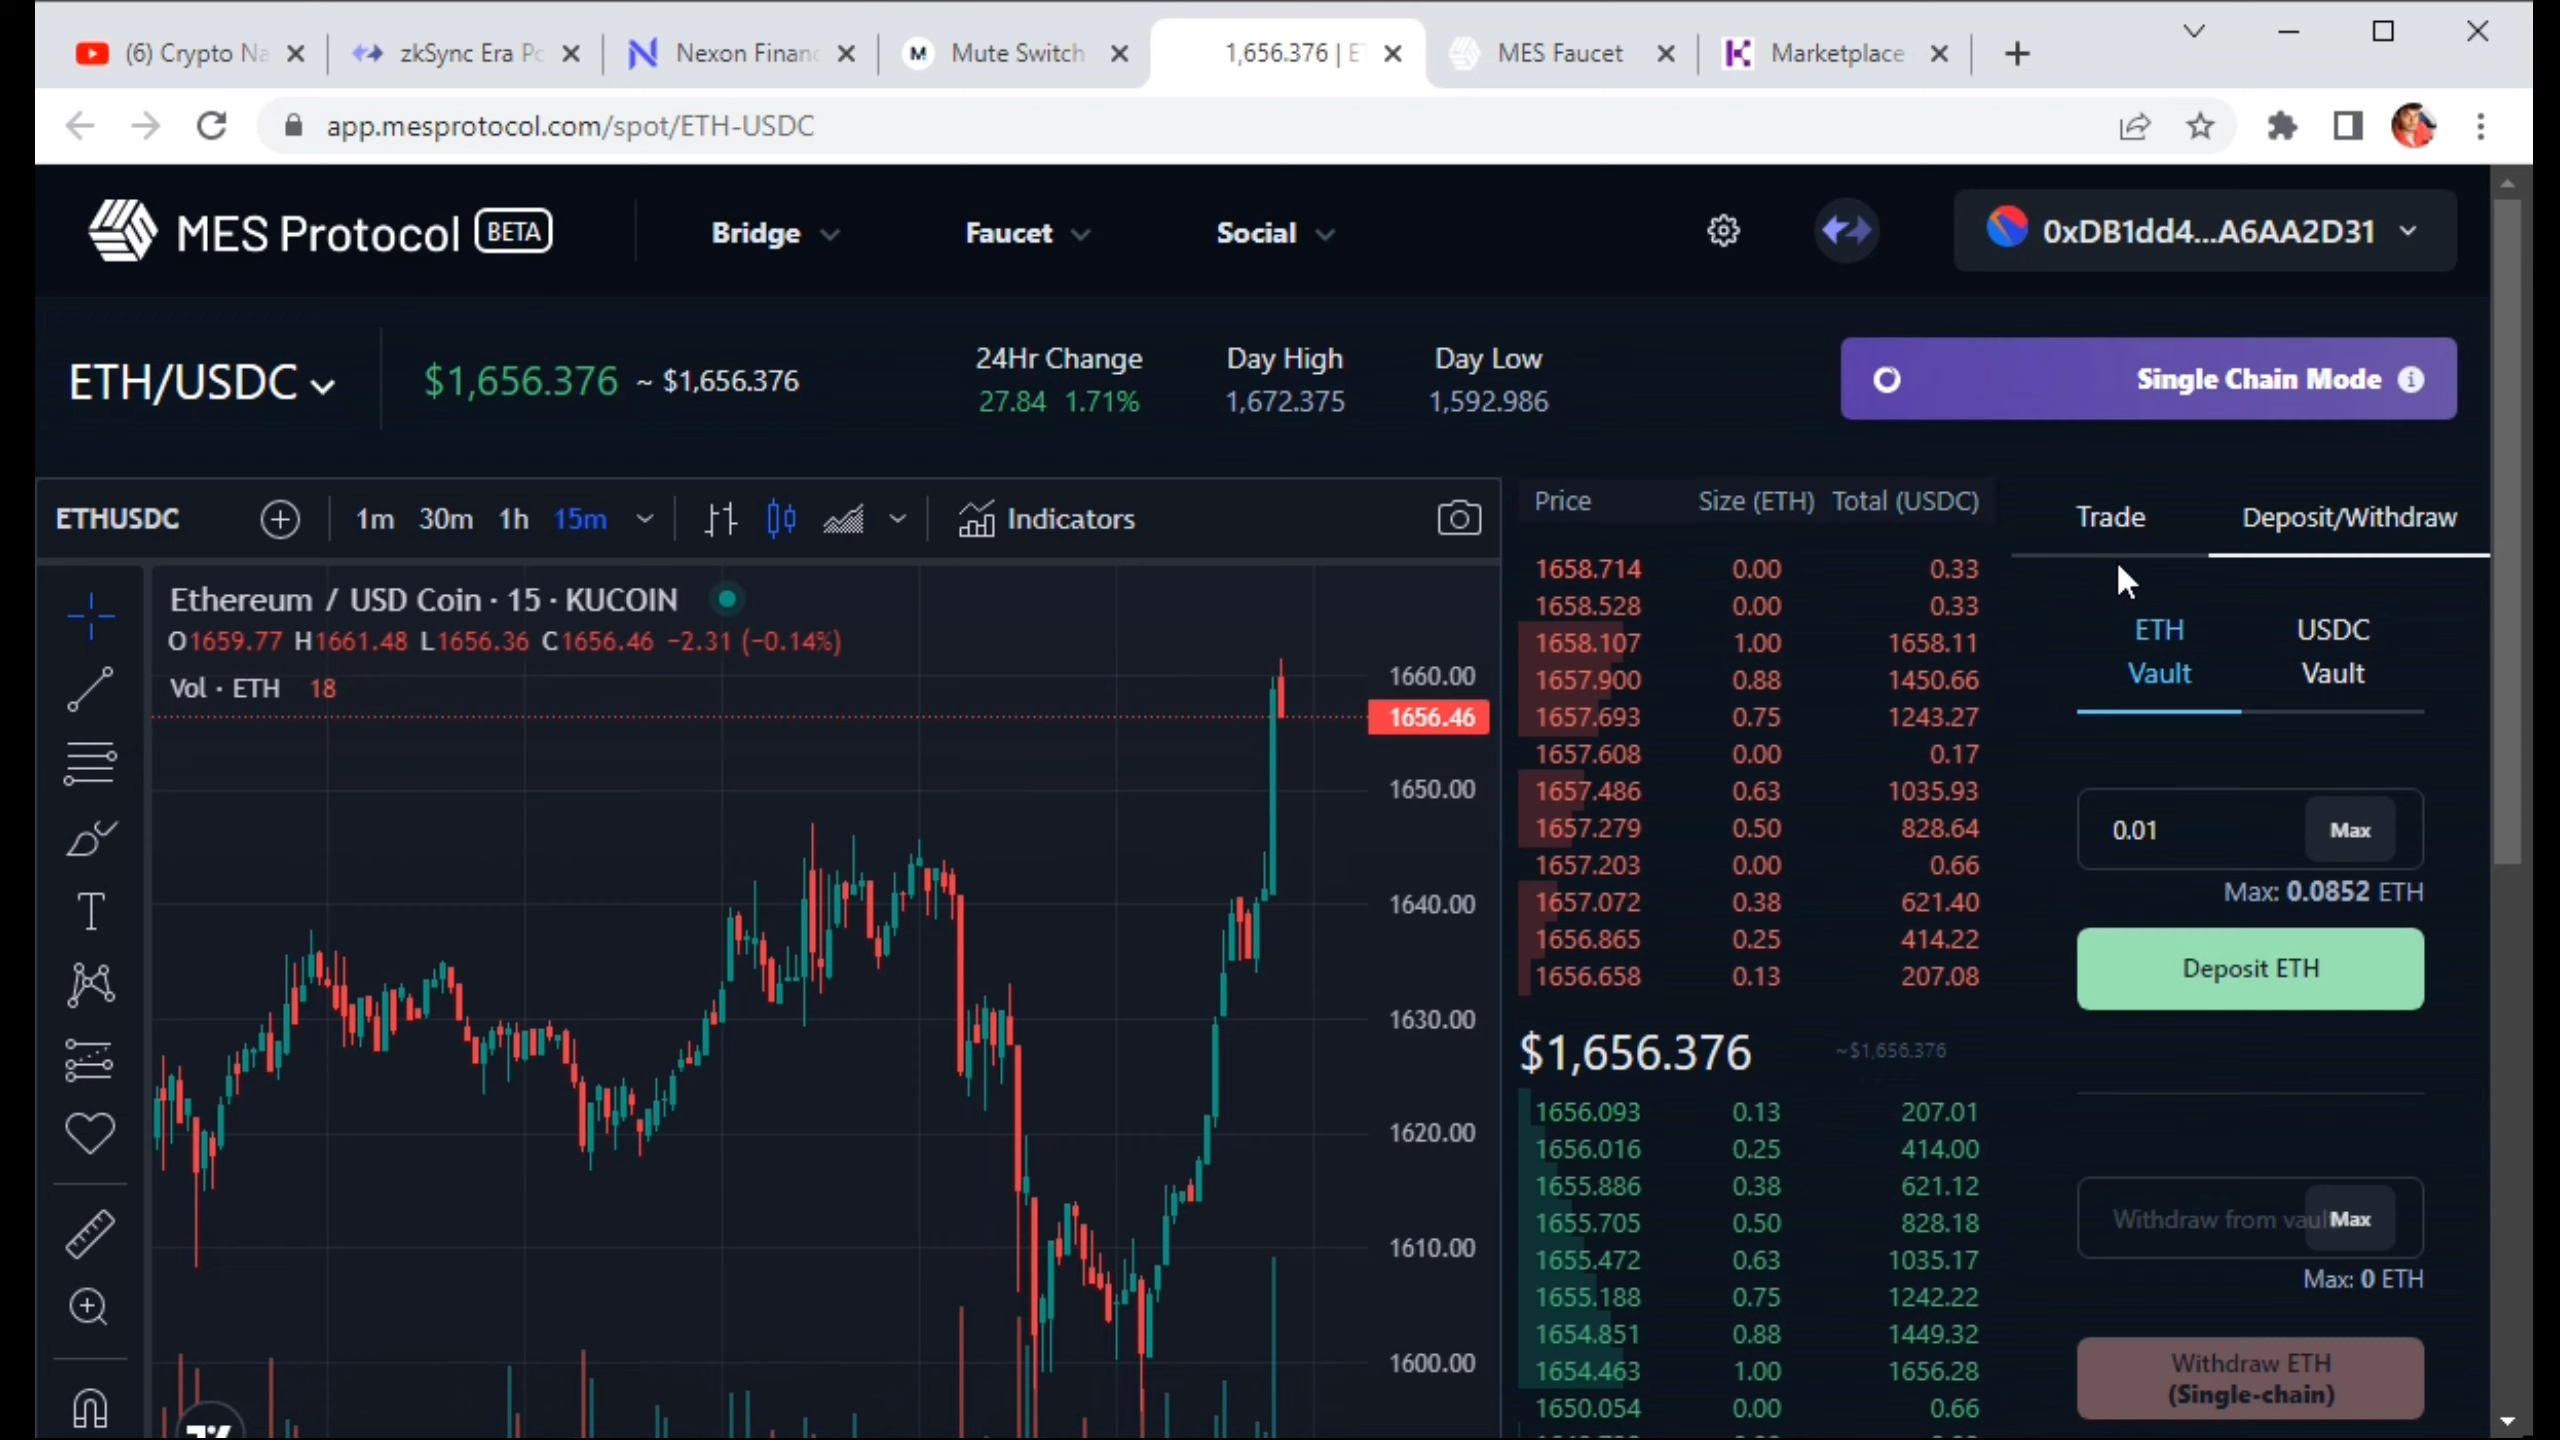 (6) Crypto Na
zkSync Era Po
Nexon Financ
M
Mute Switch
1,656.376 | ET
MES Faucet
Marketplace
app.mesprotocol.com/spot/ETH-USDC
MES Protocol BETA
Bridge
Faucet
Social
0xDB1dd4...A6AA2D31
ETH/USDC
$1,656.376 ~ $1,656.376
24Hr Change
27.84 1.71%
Day High
1,672.375
Day Low
1,592.986
Single Chain Mode
ETHUSDC
1m 30m 1h 15m
Indicators
Ethereum / USD Coin · 15 · KUCOIN
O1659.77 H1661.48 L1656.36 C1656.46 −2.31 (−0.14%)
Vol · ETH 18
1660.00
1656.46
1650.00
1640.00
1630.00
1620.00
1610.00
1600.00
Price Size (ETH) Total (USDC)
1658.714 0.00 0.33
1658.528 0.00 0.33
1658.107 1.00 1658.11
1657.900 0.88 1450.66
1657.693 0.75 1243.27
1657.608 0.00 0.17
1657.486 0.63 1035.93
1657.279 0.50 828.64
1657.203 0.00 0.66
1657.072 0.38 621.40
1656.865 0.25 414.22
1656.658 0.13 207.08
$1,656.376 ~$1,656.376
1656.093 0.13 207.01
1656.016 0.25 414.00
1655.886 0.38 621.12
1655.705 0.50 828.18
1655.472 0.63 1035.17
1655.188 0.75 1242.22
1654.851 0.88 1449.32
1654.463 1.00 1656.28
1650.054 0.00 0.66
Trade
Deposit/Withdraw
ETH
Vault
USDC
Vault
0.01
Max
Max: 0.0852 ETH
Deposit ETH
Withdraw from vaul
Max
Max: 0 ETH
Withdraw ETH
(Single-chain)